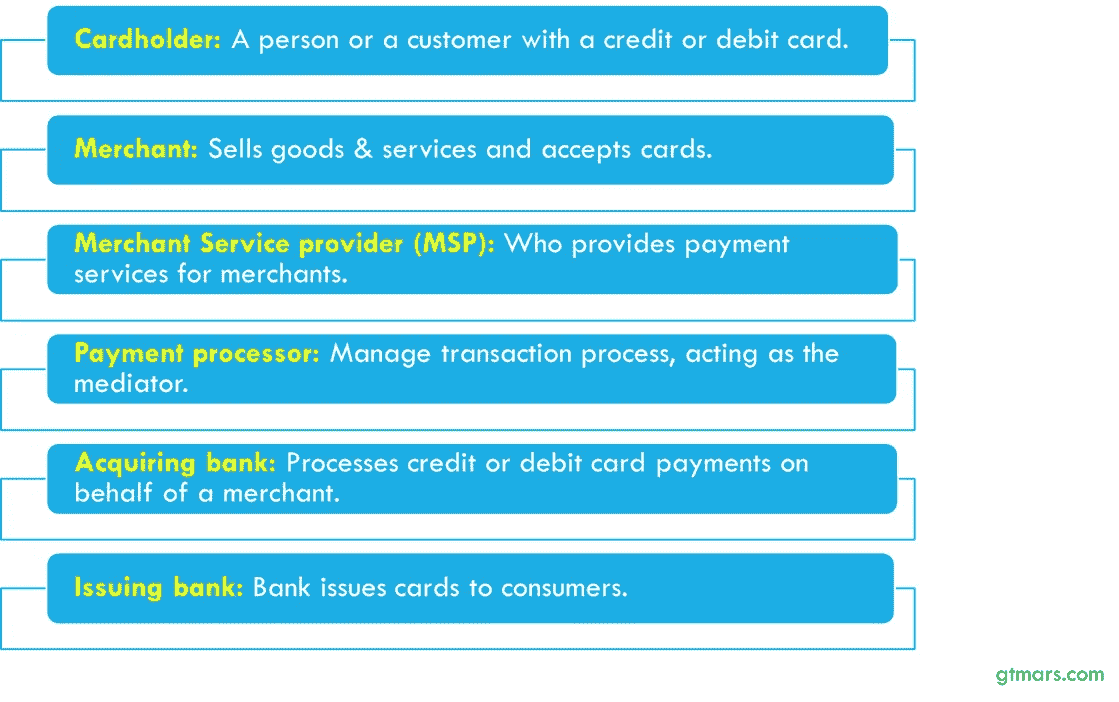 Cardholder: A person or a customer with a credit or debit card.
Merchant: Sells goods & services and accepts cards.
Merchant Service provider (MSP): Who provides payment
services for merchants.
Payment processor: Manage transaction process, acting as the
mediator.
Acquiring bank: Processes credit or debit card payments on
behalf of a merchant.
Issuing bank: Bank issues cards to consumers.
gtmars.com